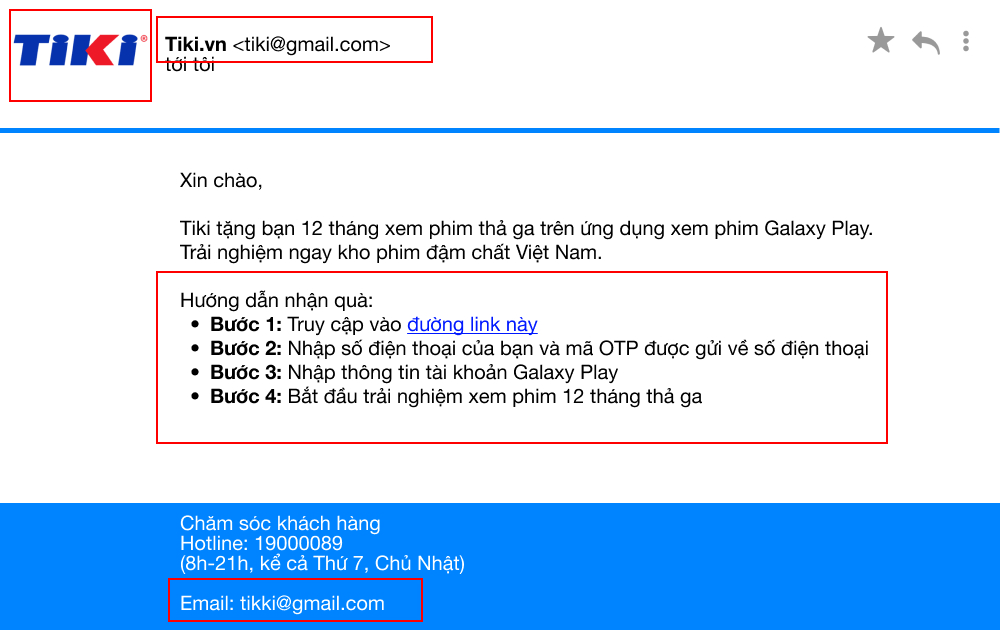 TiKi®
Tiki.vn <tiki@gmail.com>
tới tôi
Xin chào,
Tiki tặng bạn 12 tháng xem phim thả ga trên ứng dụng xem phim Galaxy Play.
Trải nghiệm ngay kho phim đậm chất Việt Nam.
Hướng dẫn nhận quà:
• Bước 1: Truy cập vào đường link này
• Bước 2: Nhập số điện thoại của bạn và mã OTP được gửi về số điện thoại
• Bước 3: Nhập thông tin tài khoản Galaxy Play
• Bước 4: Bắt đầu trải nghiệm xem phim 12 tháng thả ga
Chăm sóc khách hàng
Hotline: 19000089
(8h-21h, kể cả Thứ 7, Chủ Nhật)
Email: tikki@gmail.com